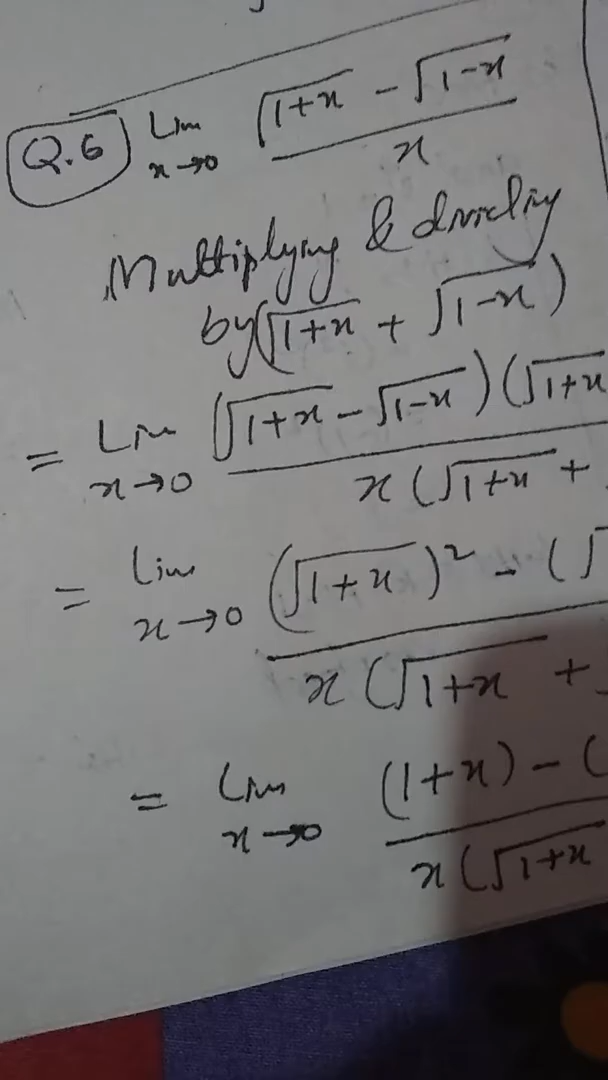 Q.6 Lim x→0 (√1+x - √1-x) / x
Multiplying & dividing
by (√1+x + √1-x)
= Lim x→0 (√1+x - √1-x)(√1+x / x(√1+x +
= Lim x→0 (√1+x)² - (√ / x(√1+x +
= Lim x→0 (1+x) - ( / x(√1+x